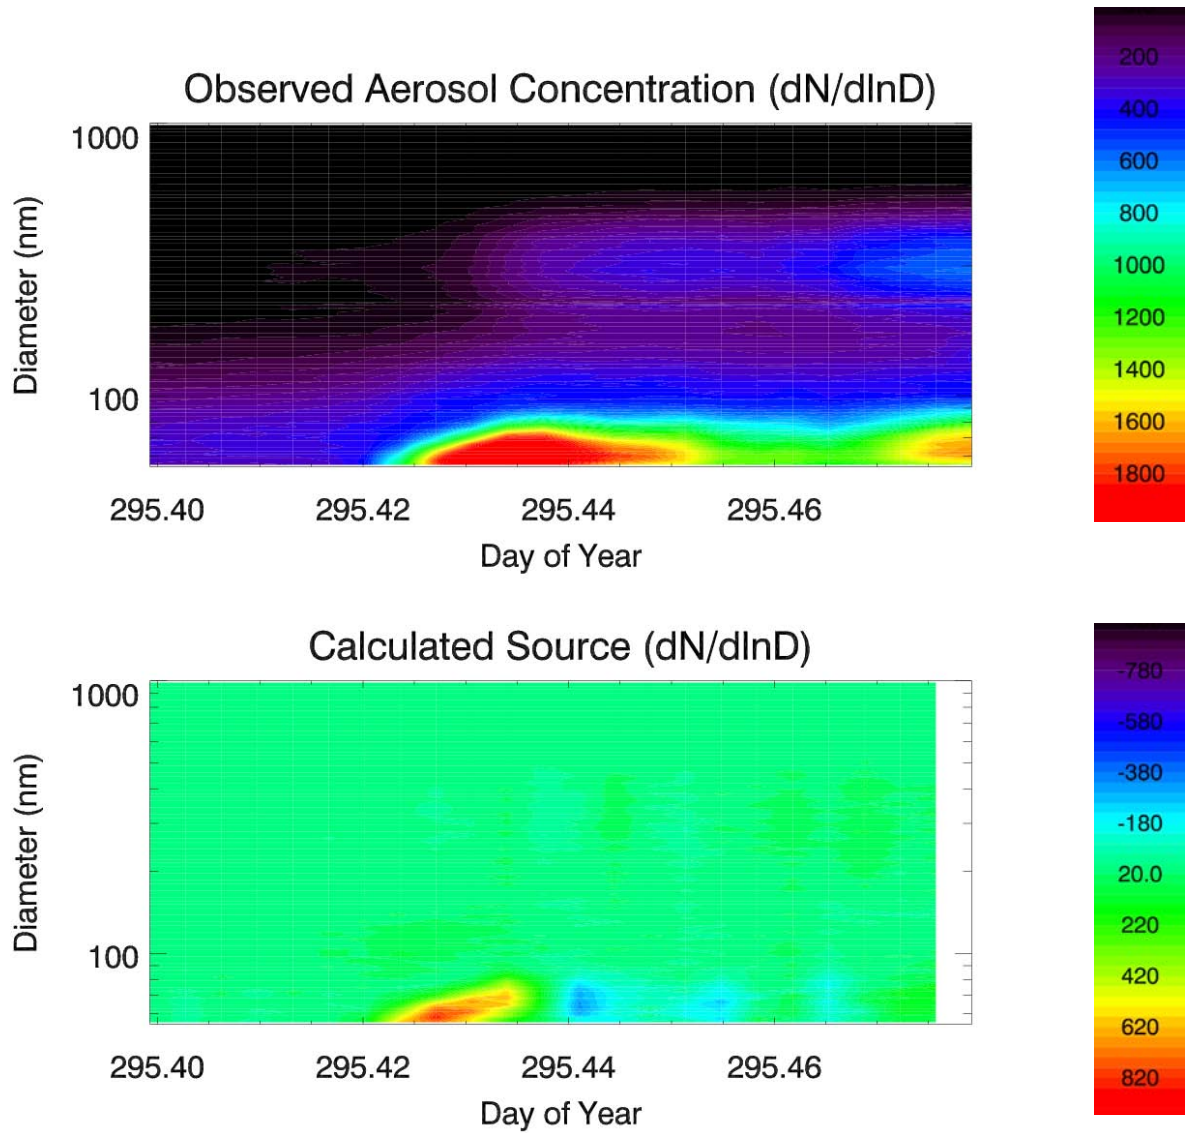 Observed Aerosol Concentration (dN/dlnD)
1000
100
Diameter (nm)
295.40 295.42 295.44 295.46
Day of Year
200
400
600
800
1000
1200
1400
1600
1800
Calculated Source (dN/dlnD)
1000
100
Diameter (nm)
295.40 295.42 295.44 295.46
Day of Year
-780
-580
-380
-180
20.0
220
420
620
820